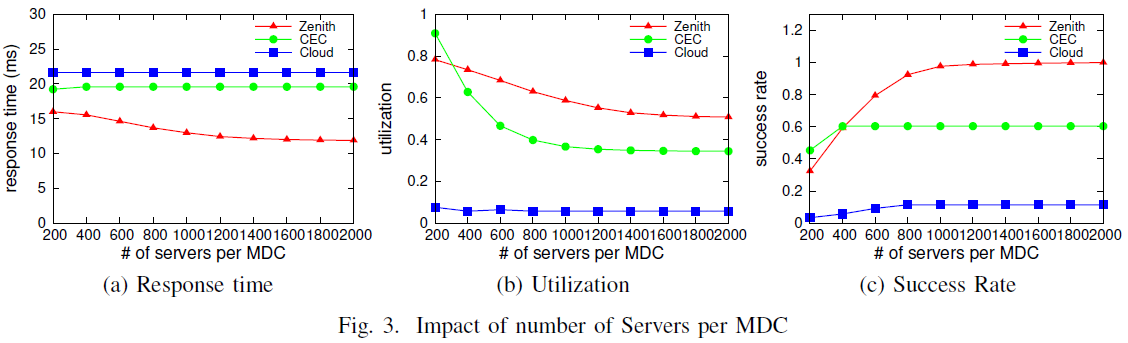 30
25
20
15
10
5
0
response time (ms)
Zenith
CEC
Cloud
200 400 600 800 1000 1200 1400 1600 1800 2000
# of servers per MDC
(a) Response time
1
0.8
0.6
0.4
0.2
0
utilization
Zenith
CEC
Cloud
200 400 600 800 1000 1200 1400 1600 1800 2000
# of servers per MDC
(b) Utilization
1.2
1
0.8
0.6
0.4
0.2
0
success rate
Zenith
CEC
Cloud
200 400 600 800 1000 1200 1400 1600 1800 2000
# of servers per MDC
(c) Success Rate
Fig. 3. Impact of number of Servers per MDC